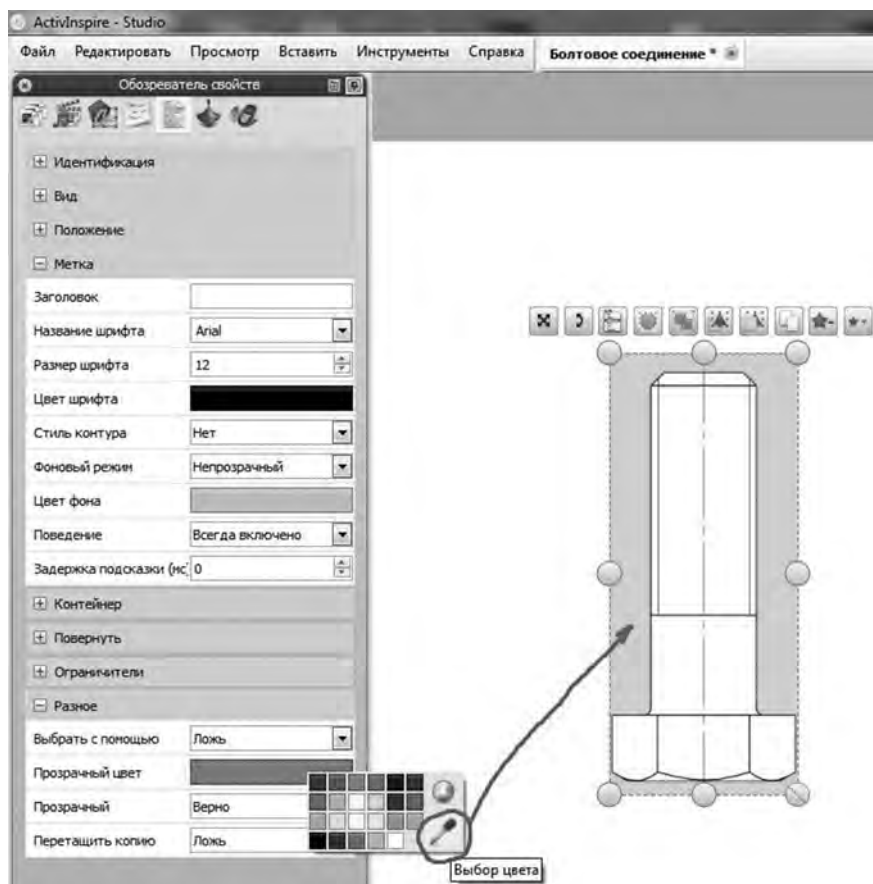 ActivInspire - Studio
Файл Редактировать Просмотр Вставить Инструменты Справка Болтовое соединение *
Обозреватель свойств
Идентификация
Вид
Положение
Метка
Заголовок
Название шрифта Arial
Размер шрифта 12
Цвет шрифта
Стиль контура Нет
Фоновый режим Непрозрачный
Цвет фона
Поведение Всегда включено
Задержка подсказки (мс) 0
Контейнер
Повернуть
Ограничители
Разное
Выбрать с помощью Ложь
Прозрачный цвет
Прозрачный Верно
Перетащить копию Ложь
Выбор цвета